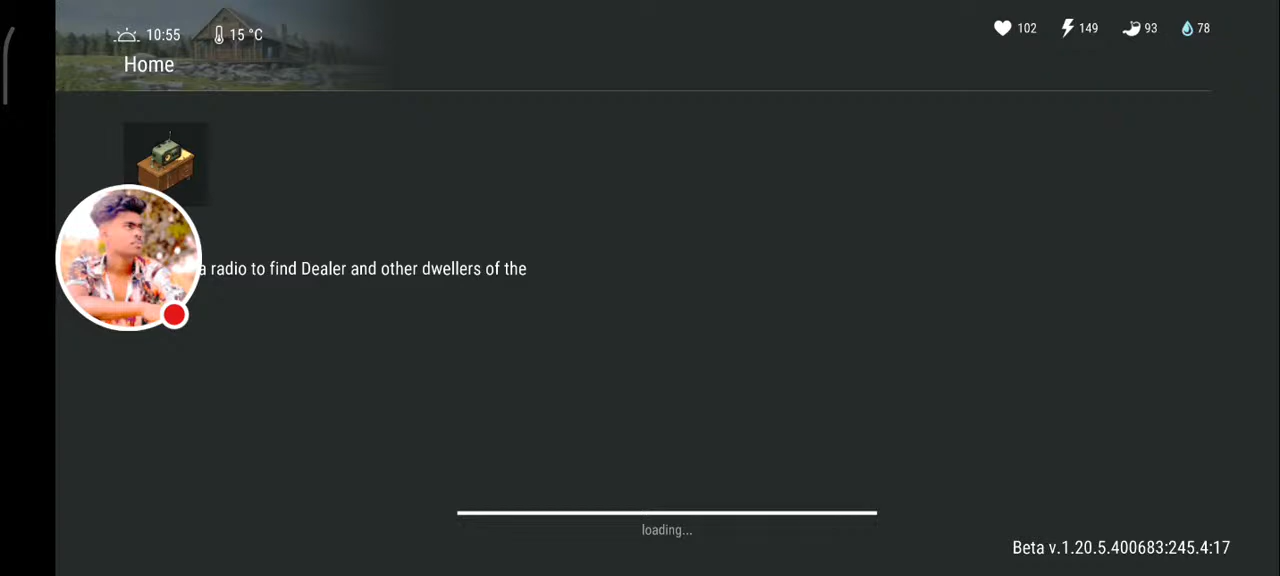 10:55 15 °C
102 149 93 78
Home
a radio to find Dealer and other dwellers of the
loading...
Beta v.1.20.5.400683:245.4:17